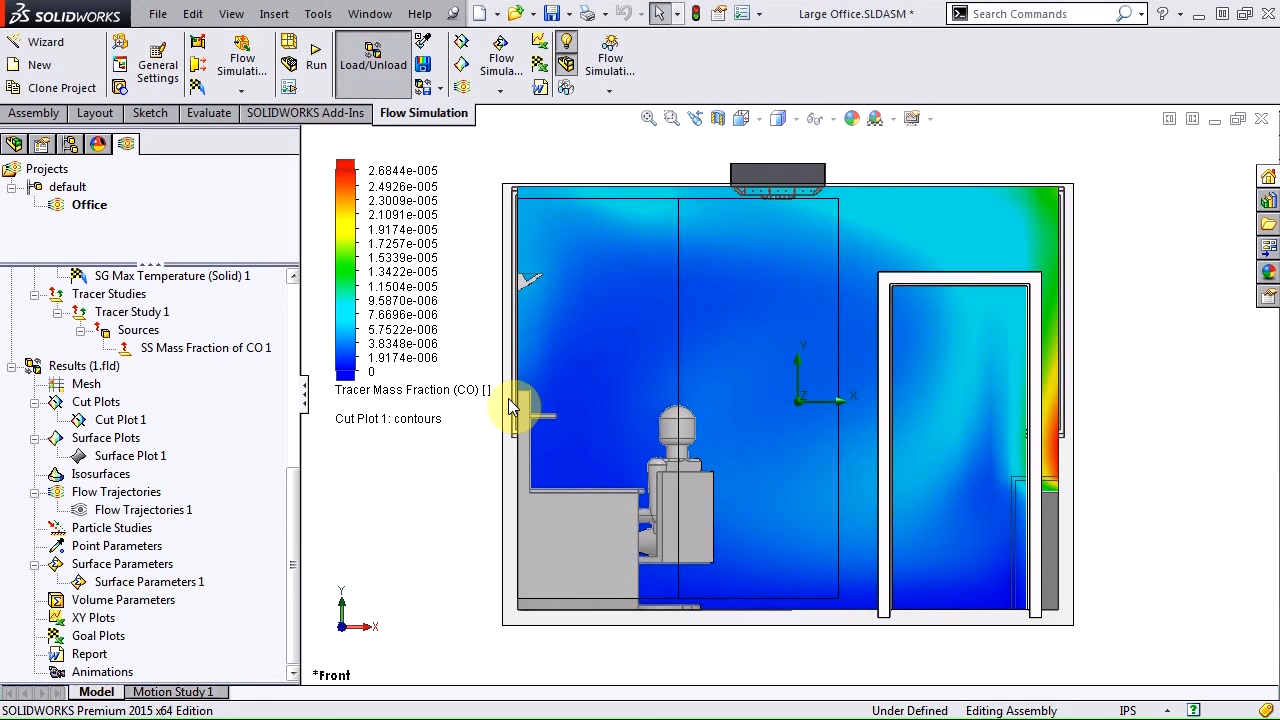 SOLIDWORKS File Edit View Insert Tools Window Help Large Office.SLDASM * Search Commands
Wizard
New
Clone Project
General Settings
Flow Simulati...
Run
Load/Unload
Flow Simula...
Flow Simulati...
Assembly Layout Sketch Evaluate SOLIDWORKS Add-Ins Flow Simulation
Projects
default
Office
SG Max Temperature (Solid) 1
Tracer Studies
Tracer Study 1
Sources
SS Mass Fraction of CO 1
Results (1.fld)
Mesh
Cut Plots
Cut Plot 1
Surface Plots
Surface Plot 1
Isosurfaces
Flow Trajectories
Flow Trajectories 1
Particle Studies
Point Parameters
Surface Parameters
Surface Parameters 1
Volume Parameters
XY Plots
Goal Plots
Report
Animations
2.6844e-005
2.4926e-005
2.3009e-005
2.1091e-005
1.9174e-005
1.7257e-005
1.5339e-005
1.3422e-005
1.1504e-005
9.5870e-006
7.6696e-006
5.7522e-006
3.8348e-006
1.9174e-006
0
Tracer Mass Fraction (CO) [ ]
Cut Plot 1: contours
Y
X
Z
Y
X
*Front
Model Motion Study 1
SOLIDWORKS Premium 2015 x64 Edition Under Defined Editing Assembly IPS